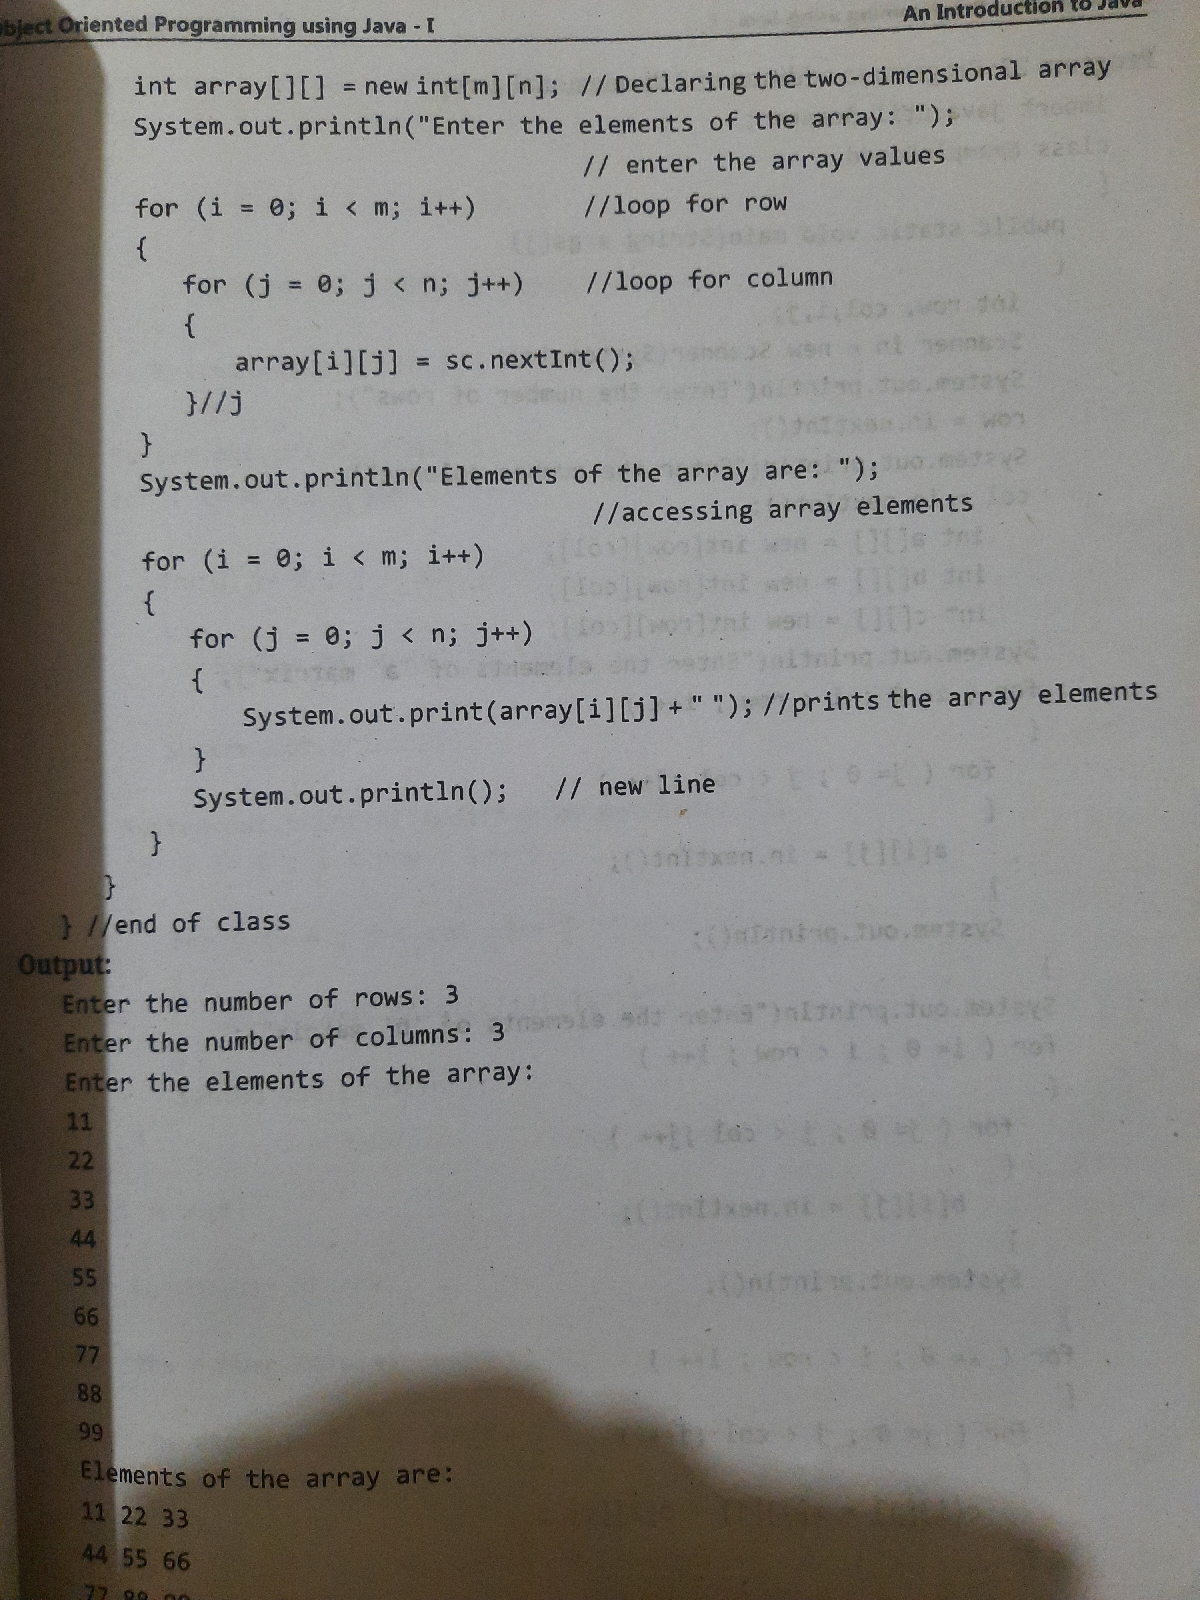 Object Oriented Programming using Java - I
An Introduction to Java
int array[][] = new int[m][n]; // Declaring the two-dimensional array
System.out.println("Enter the elements of the array: ");
// enter the array values
for (i = 0; i < m; i++) //loop for row
{
for (j = 0; j < n; j++) //loop for column
{
array[i][j] = sc.nextInt();
}//j
}
System.out.println("Elements of the array are: ");
//accessing array elements
for (i = 0; i < m; i++)
{
for (j = 0; j < n; j++)
{
System.out.print(array[i][j]+" "); //prints the array elements
}
System.out.println(); // new line
}
}
} //end of class
Output:
Enter the number of rows: 3
Enter the number of columns: 3
Enter the elements of the array:
11
22
33
44
55
66
77
88
99
Elements of the array are:
11 22 33
44 55 66
77